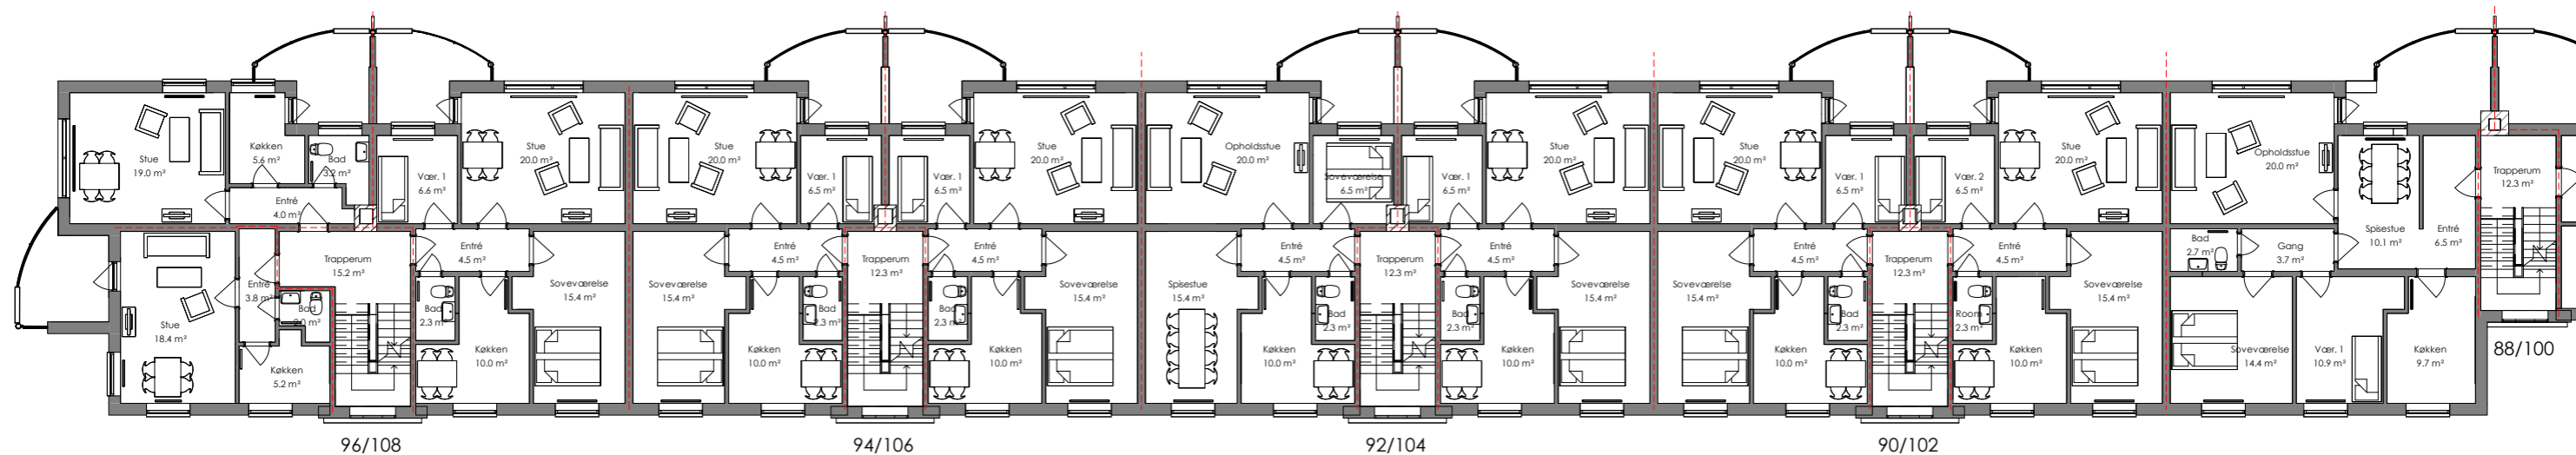 Stue
19.0 m²
Køkken
5.6 m²
Bad
3.2 m²
Entré
4.0 m²
Vær. 1
6.6 m²
Stue
20.0 m²
Stue
20.0 m²
Vær. 1
6.5 m²
Vær. 1
6.5 m²
Stue
20.0 m²
Opholdsstue
20.0 m²
Soveværelse
6.5 m²
Vær. 1
6.5 m²
Stue
20.0 m²
Stue
20.0 m²
Vær. 1
6.5 m²
Vær. 2
6.5 m²
Stue
20.0 m²
Opholdsstue
20.0 m²
Spisestue
10.1 m²
Entré
6.5 m²
Trapperum
12.3 m²
Stue
18.4 m²
Entré
3.8 m²
Bad
Køkken
5.2 m²
Trapperum
15.2 m²
Entré
4.5 m²
Bad
2.3 m²
Køkken
10.0 m²
Soveværelse
15.4 m²
Soveværelse
15.4 m²
Entré
4.5 m²
Bad
2.3 m²
Køkken
10.0 m²
Trapperum
12.3 m²
Entré
4.5 m²
Bad
2.3 m²
Køkken
10.0 m²
Soveværelse
15.4 m²
Spisestue
15.4 m²
Entré
4.5 m²
Bad
2.3 m²
Køkken
10.0 m²
Trapperum
12.3 m²
Entré
4.5 m²
Bad
2.3 m²
Køkken
10.0 m²
Soveværelse
15.4 m²
Soveværelse
15.4 m²
Entré
4.5 m²
Bad
2.3 m²
Køkken
10.0 m²
Trapperum
12.3 m²
Entré
4.5 m²
Room
2.3 m²
Køkken
10.0 m²
Soveværelse
15.4 m²
Bad
2.7 m²
Gang
3.7 m²
Soveværelse
14.4 m²
Vær. 1
10.9 m²
Køkken
9.7 m²
88/100
96/108
94/106
92/104
90/102